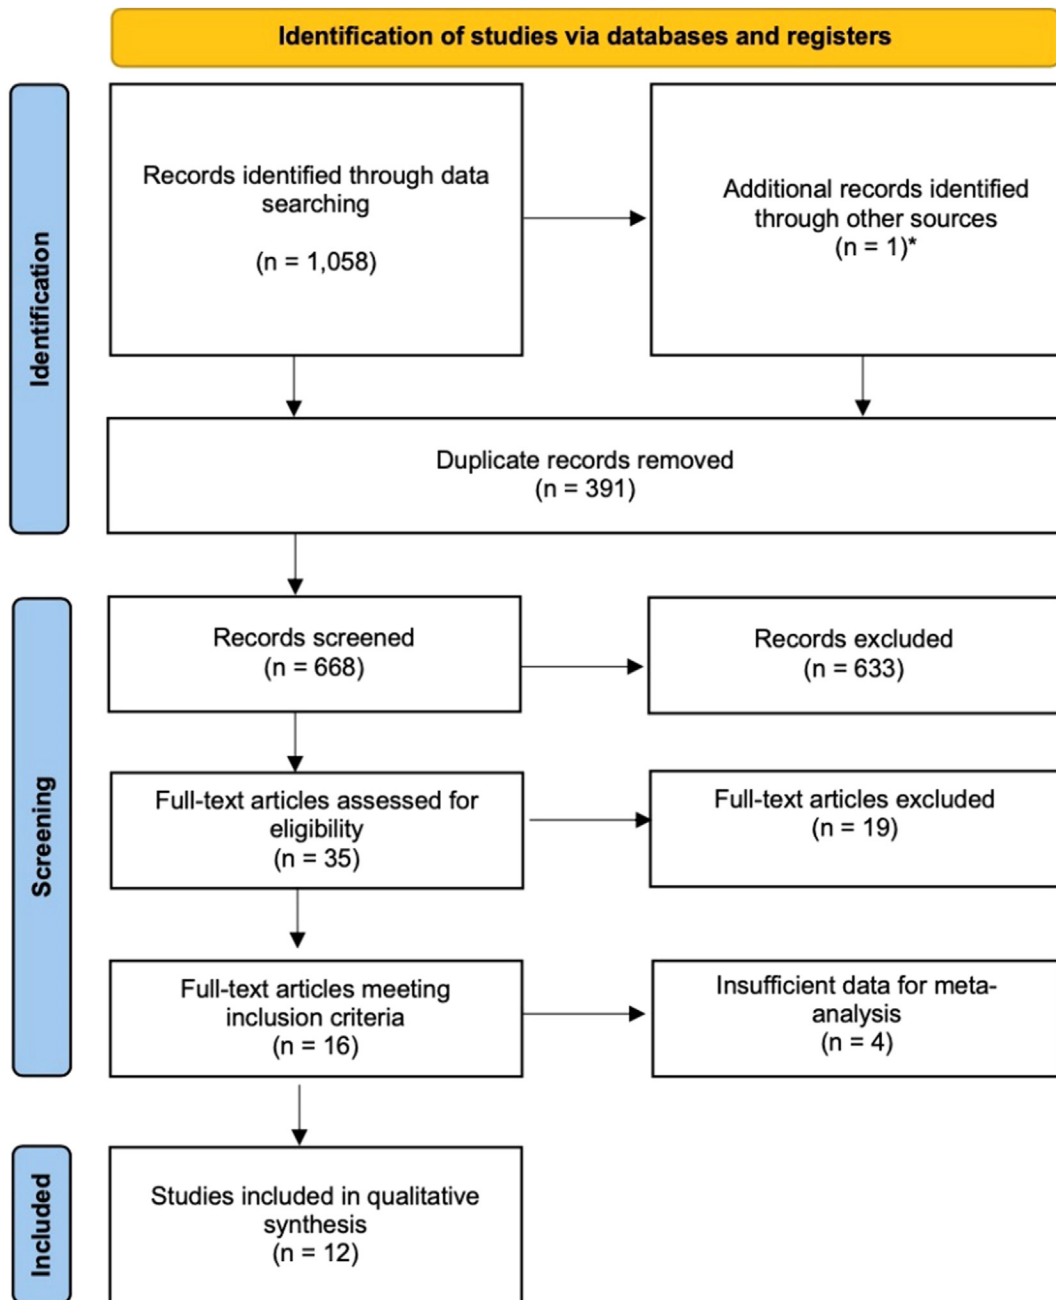 Identification of studies via databases and registers
Identification
Records identified through data
searching
(n = 1,058)
Additional records identified
through other sources
(n = 1)*
Duplicate records removed
(n = 391)
Screening
Records screened
(n = 668)
Records excluded
(n = 633)
Full-text articles assessed for
eligibility
(n = 35)
Full-text articles excluded
(n = 19)
Full-text articles meeting
inclusion criteria
(n = 16)
Insufficient data for meta-
analysis
(n = 4)
Included
Studies included in qualitative
synthesis
(n = 12)